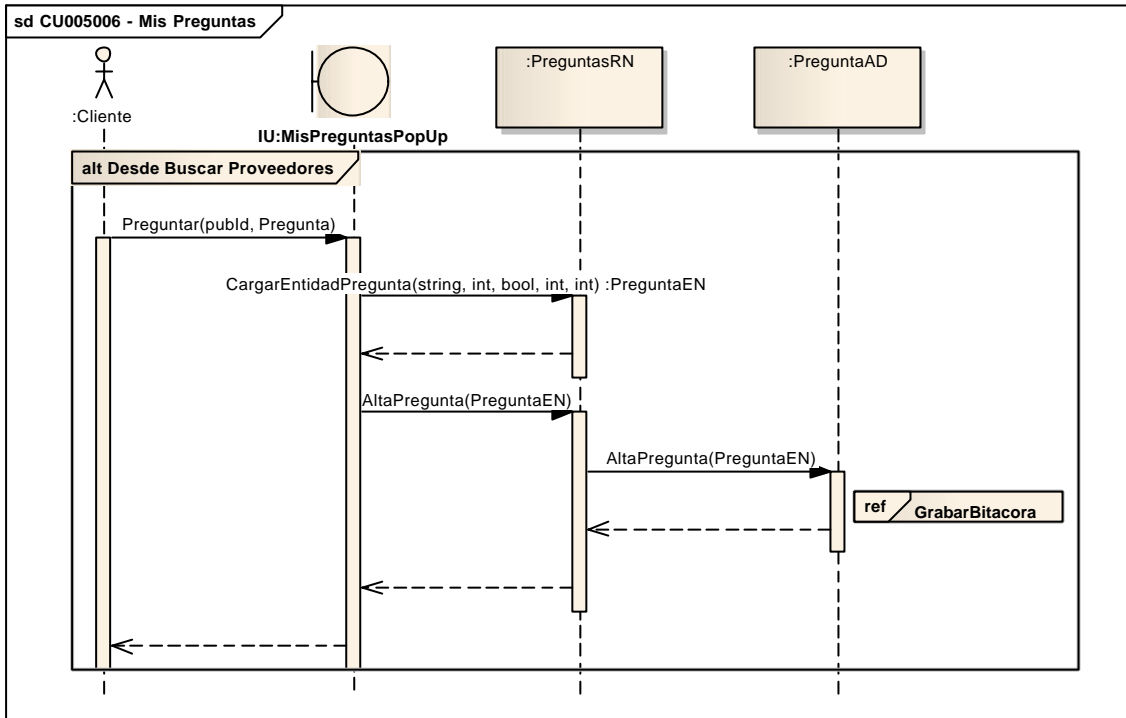 sd CU005006 - Mis Preguntas
:Cliente
IU:MisPreguntasPopUp
:PreguntasRN
:PreguntaAD
alt Desde Buscar Proveedores
Preguntar(pubId, Pregunta)
CargarEntidadPregunta(string, int, bool, int, int) :PreguntaEN
AltaPregunta(PreguntaEN)
AltaPregunta(PreguntaEN)
ref
GrabarBitacora